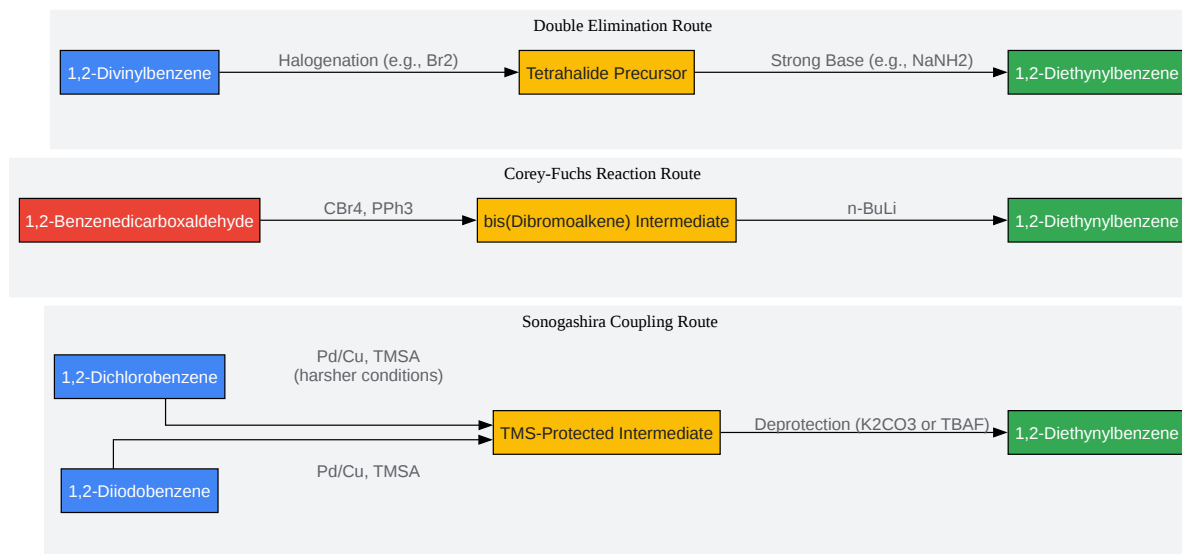 Double Elimination Route
1,2-Divinylbenzene
Halogenation (e.g., Br2)
Tetrahalide Precursor
Strong Base (e.g., NaNH2)
1,2-Diethynylbenzene
Corey-Fuchs Reaction Route
1,2-Benzenedicarboxaldehyde
CBr4, PPh3
bis(Dibromoalkene) Intermediate
n-BuLi
1,2-Diethynylbenzene
Sonogashira Coupling Route
1,2-Dichlorobenzene
Pd/Cu, TMSA
(harsher conditions)
TMS-Protected Intermediate
Deprotection (K2CO3 or TBAF)
1,2-Diethynylbenzene
1,2-Diiodobenzene
Pd/Cu, TMSA